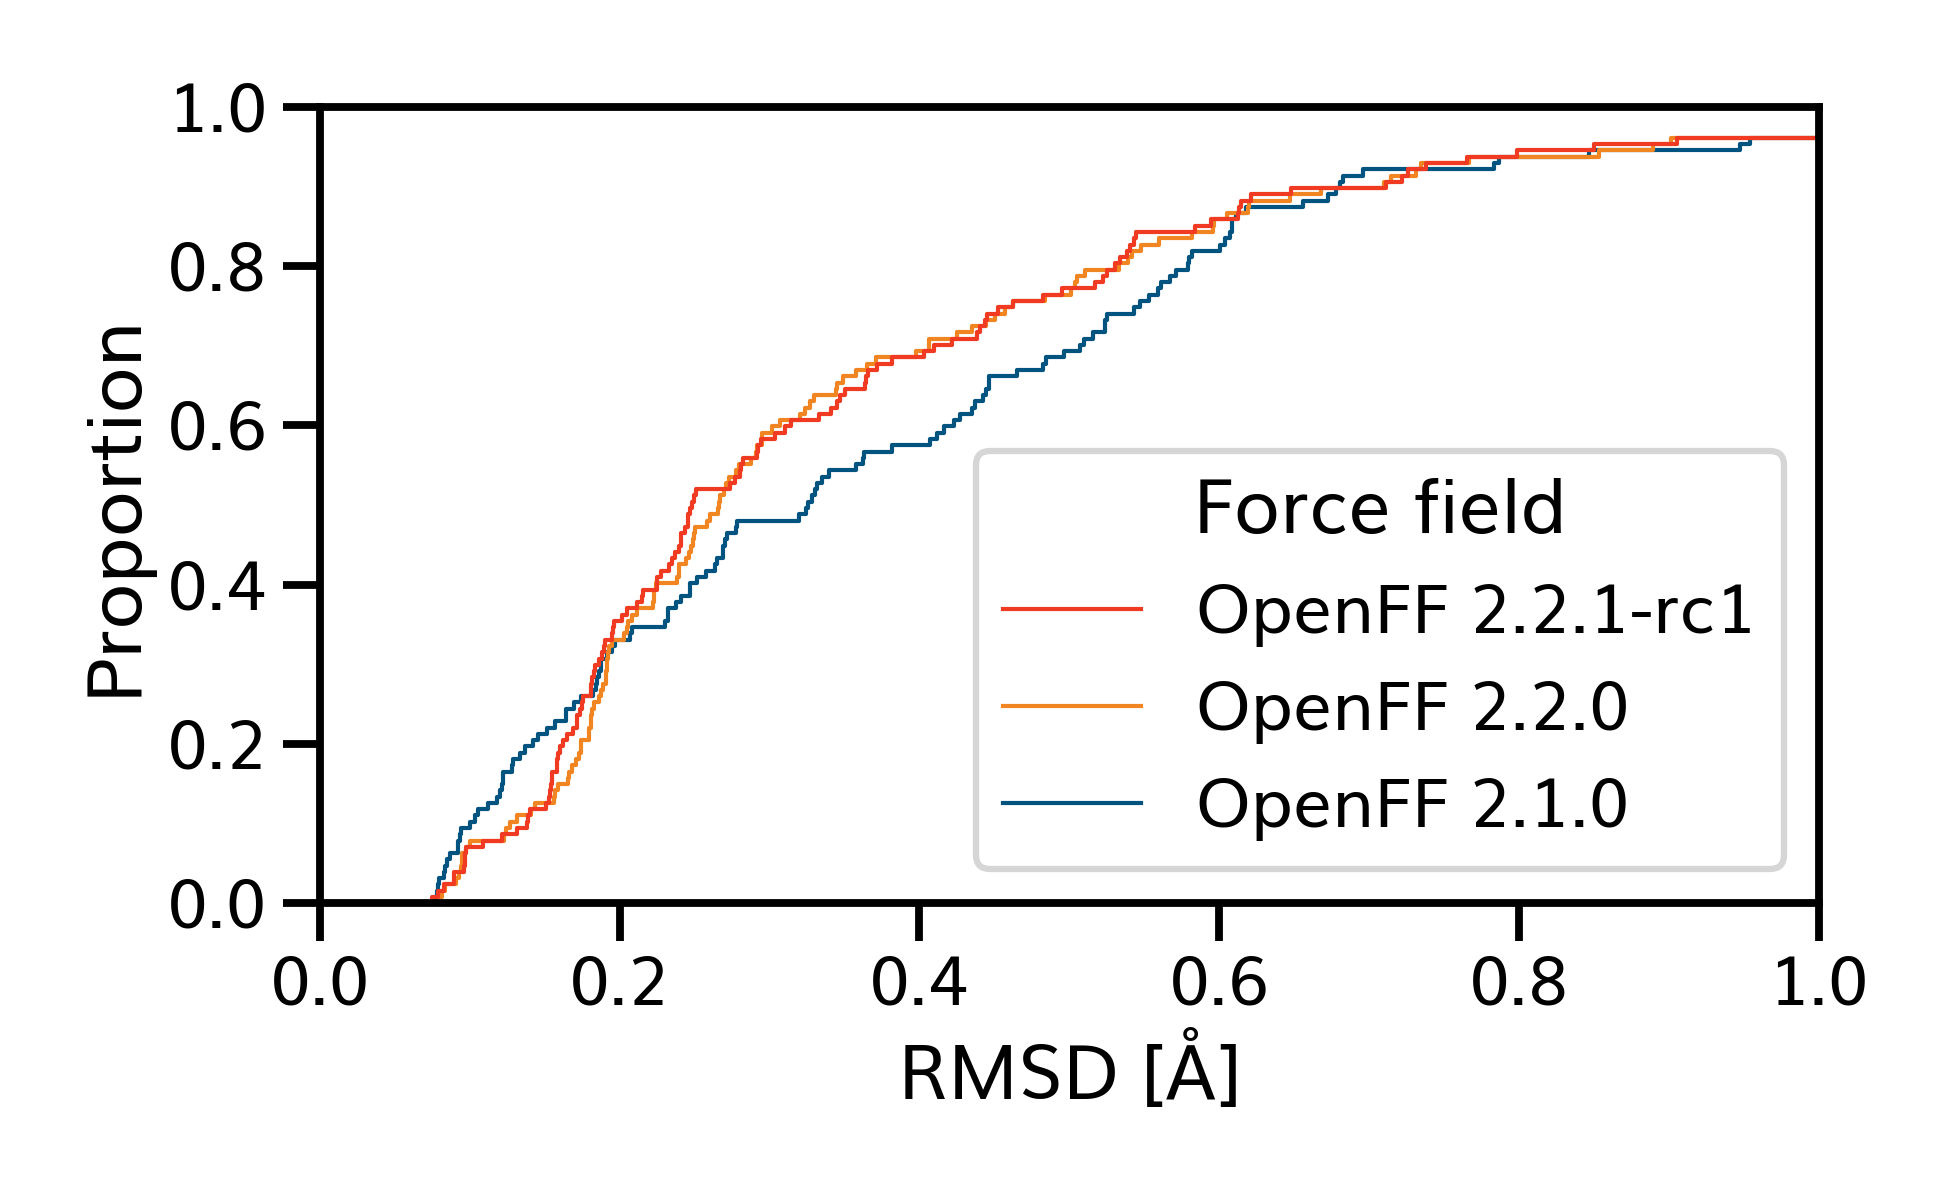 1.0
0.8
0.6
0.4
0.2
0.0
Proportion
0.0 0.2 0.4 0.6 0.8 1.0
RMSD [Å]
Force field
OpenFF 2.2.1-rc1
OpenFF 2.2.0
OpenFF 2.1.0